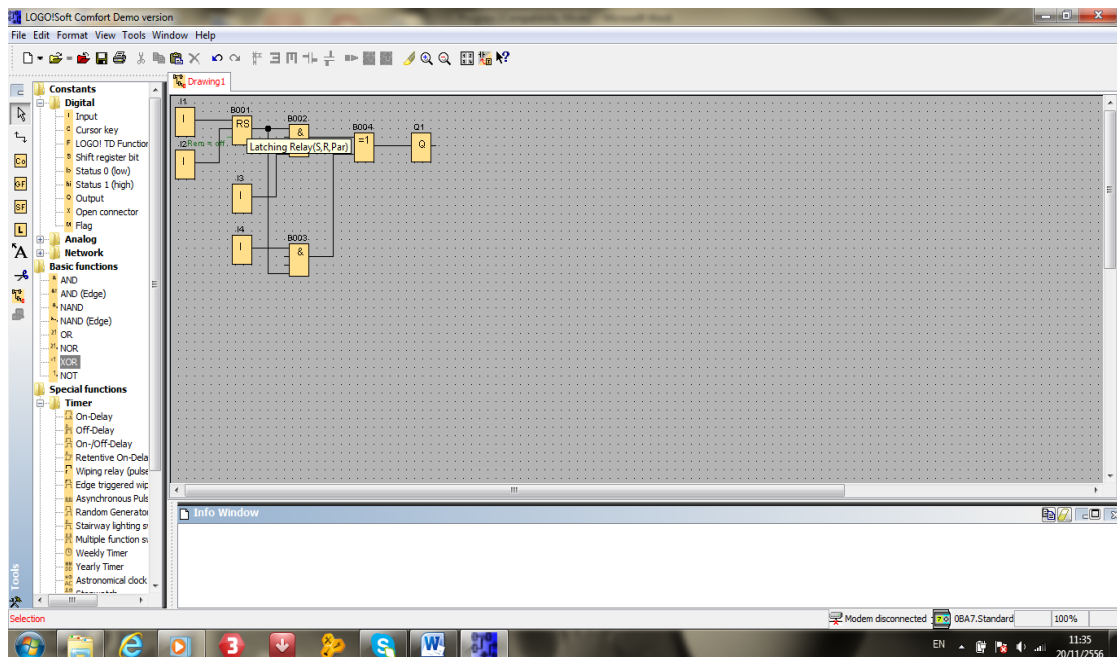 LOGO!Soft Comfort Demo version
File Edit Format View Tools Window Help
Drawing1
Constants
Digital
Input
Cursor key
LOGO! TD Function
Shift register bit
Status 0 (low)
Status 1 (high)
Output
Open connector
Flag
Analog
Network
Basic functions
AND
AND (Edge)
NAND
NAND (Edge)
OR
NOR
XOR
NOT
Special functions
Timer
On-Delay
Off-Delay
On-/Off-Delay
Retentive On-Dela
Wiping relay (pulse
Edge triggered wip
Asynchronous Puls
Random Generator
Stairway lighting s
Multiple function s
Weekly Timer
Yearly Timer
Astronomical clock
Co
GF
SF
L
A
Tools
I1
I
B001
RS
I2
Rem = off
I
B002
&
Latching Relay(S,R,Par)
B004
=1
Q1
Q
I3
I
I4
I
B003
&
Info Window
Selection
Modem disconnected
0BA7.Standard
100%
EN
11:35
20/11/2556